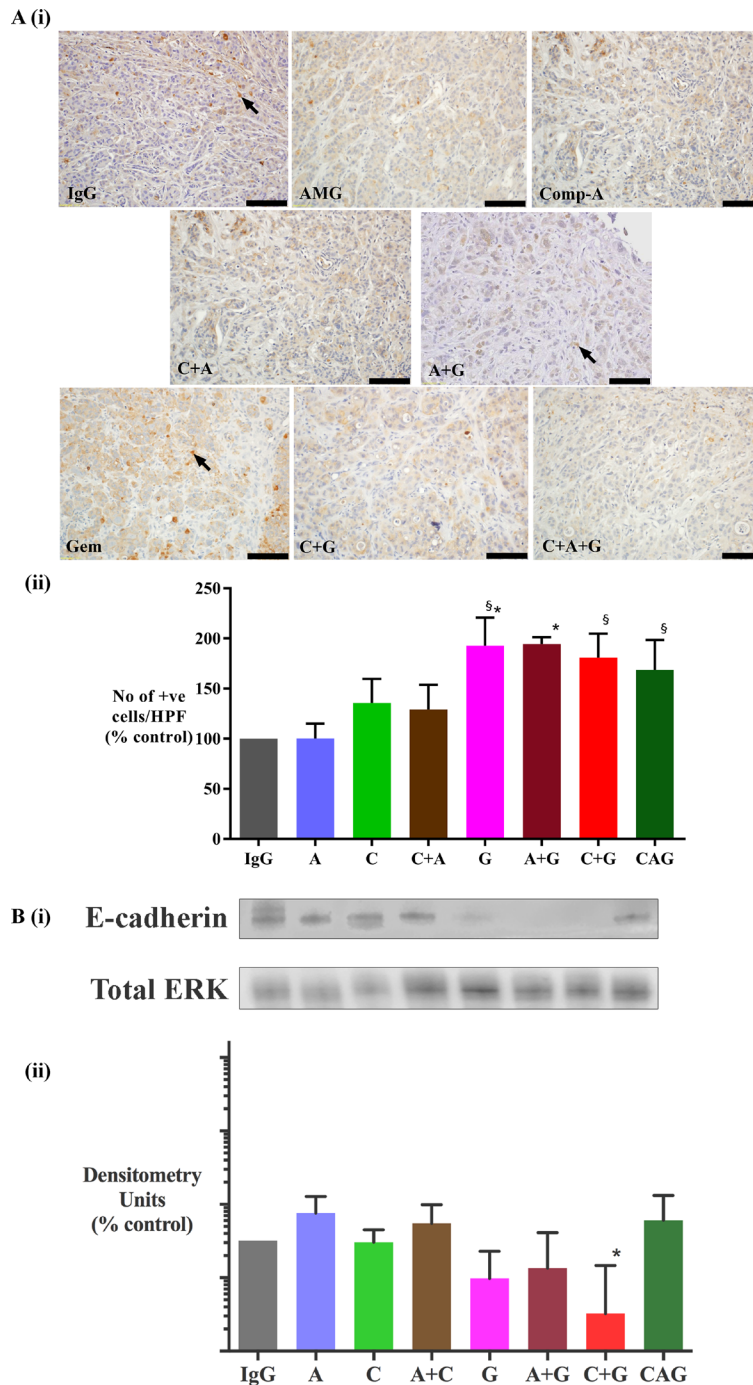 A (i)
IgG
AMG
Comp-A
C+A
A+G
Gem
C+G
C+A+G
(ii)
No of +ve
cells/HPF
(% control)
250
200
150
100
50
0
§*
*
§
§
IgG A C C+A G A+G C+G CAG
B (i)
E-cadherin
Total ERK
(ii)
Densitometry
Units
(% control)
*
IgG A C A+C G A+G C+G CAG